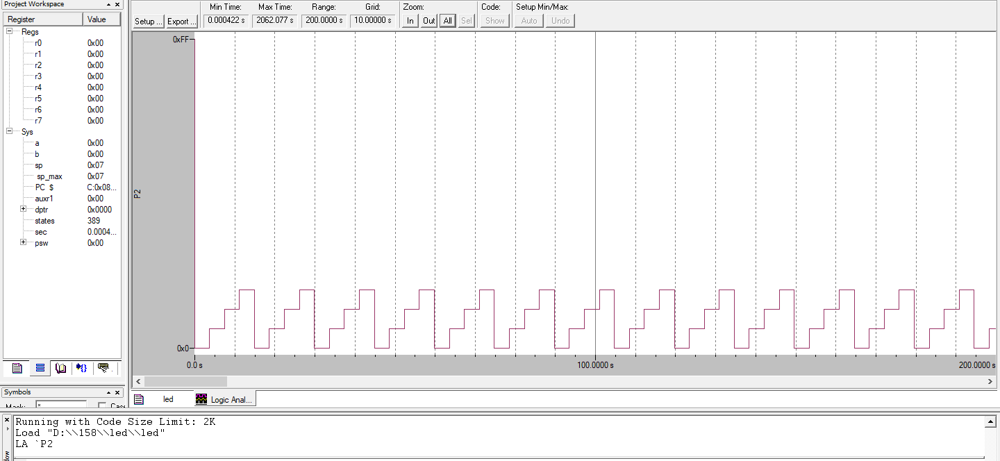 Project Workspace
Register Value
Regs
r0 0x00
r1 0x00
r2 0x00
r3 0x00
r4 0x00
r5 0x00
r6 0x00
r7 0x00
Sys
a 0x00
b 0x00
sp 0x07
sp_max 0x07
PC $ C:0x08...
auxr1 0x00
dptr 0x0000
states 389
sec 0.0004...
psw 0x00
Symbols
Min Time: Max Time: Range: Grid: Zoom: Code: Setup Min/Max:
Setup ... Export ... 0.000422 s 2062.077 s 200.0000 s 10.00000 s In Out All Sel Show Auto Undo
0xFF
P2
0x0
0.0 s 100.0000 s 200.0000 s
led Logic Anal...
Running with Code Size Limit: 2K
Load "D:\\158\\led\\led"
LA `P2